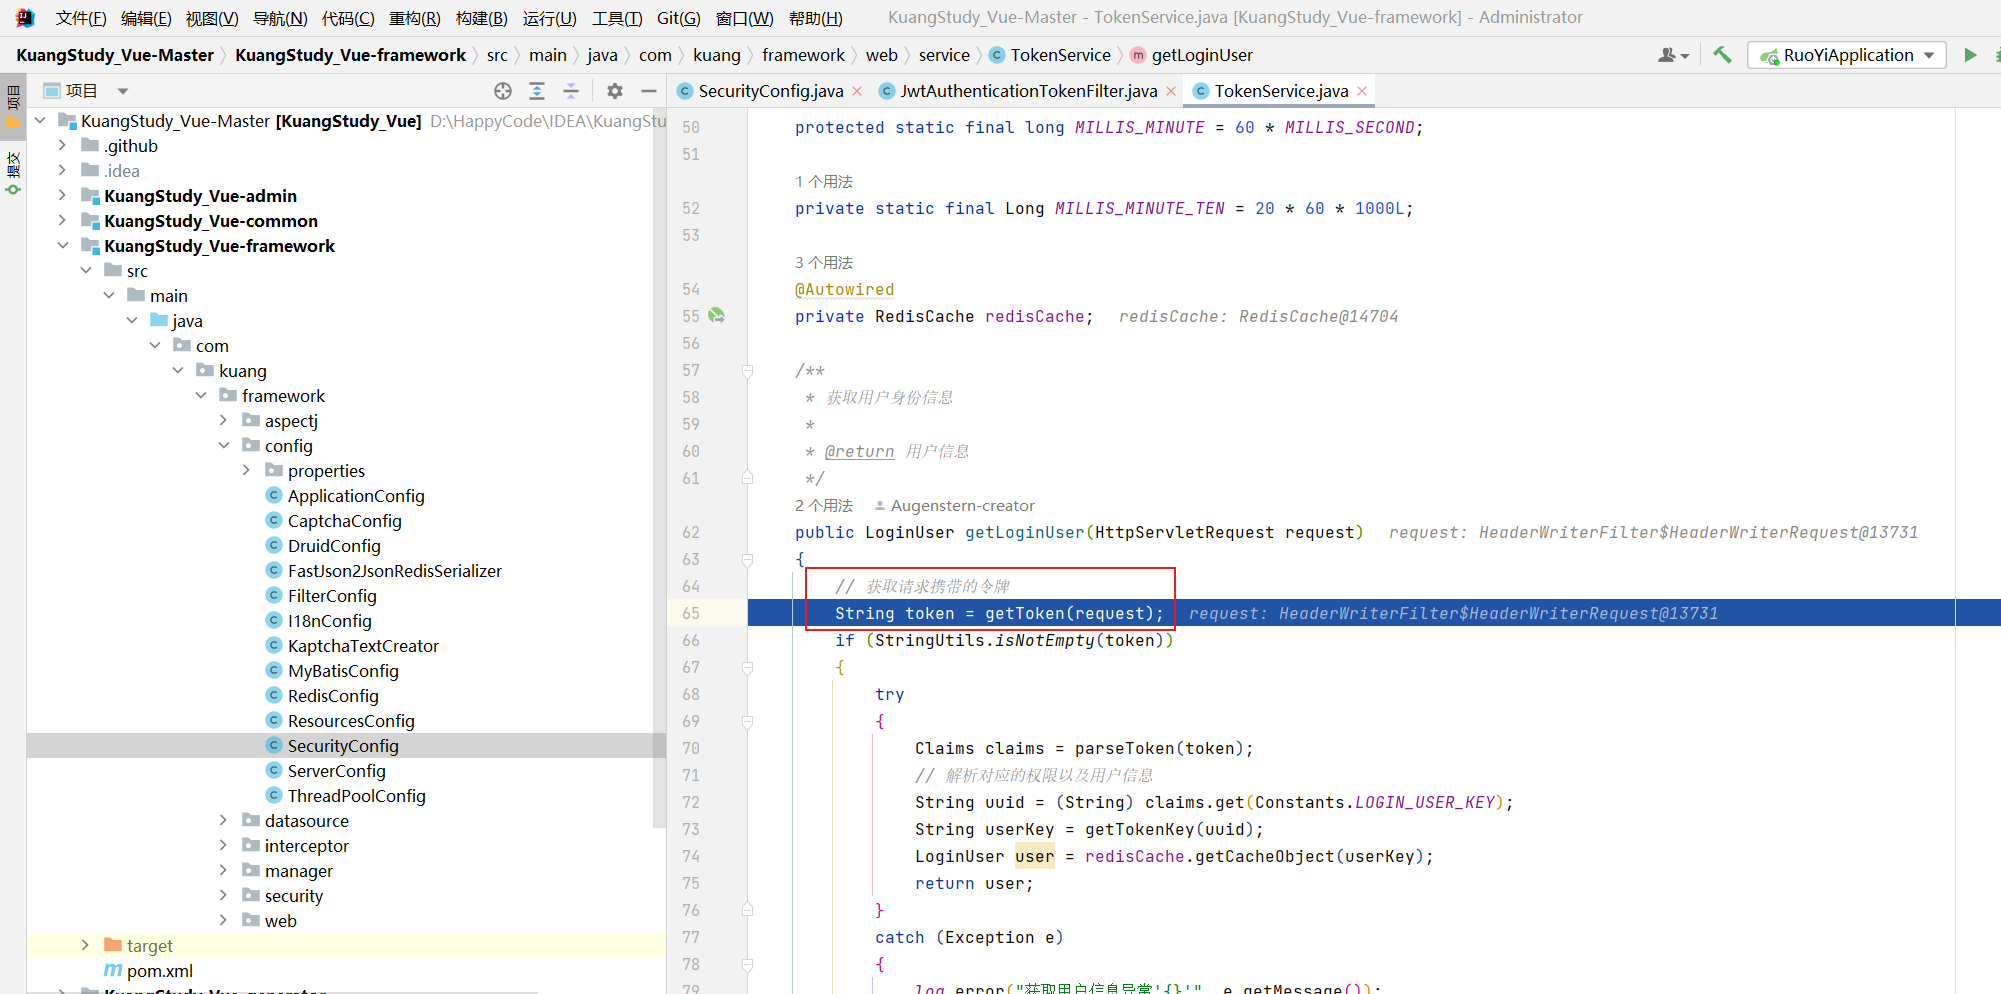 文件(F) 编辑(E) 视图(V) 导航(N) 代码(C) 重构(R) 构建(B) 运行(U) 工具(T) Git(G) 窗口(W) 帮助(H) KuangStudy_Vue-Master - TokenService.java [KuangStudy_Vue-framework] - Administrator
KuangStudy_Vue-Master KuangStudy_Vue-framework src main java com kuang framework web service TokenService getLoginUser RuoYiApplication
项目
提交
项目
KuangStudy_Vue-Master [KuangStudy_Vue] D:\HappyCode\IDEA\KuangStu
.github
.idea
KuangStudy_Vue-admin
KuangStudy_Vue-common
KuangStudy_Vue-framework
src
main
java
com
kuang
framework
aspectj
config
properties
ApplicationConfig
CaptchaConfig
DruidConfig
FastJson2JsonRedisSerializer
FilterConfig
I18nConfig
KaptchaTextCreator
MyBatisConfig
RedisConfig
ResourcesConfig
SecurityConfig
ServerConfig
ThreadPoolConfig
datasource
interceptor
manager
security
web
target
pom.xml
KuangStudy_Vue-generator
SecurityConfig.java JwtAuthenticationTokenFilter.java TokenService.java
50 protected static final long MILLIS_MINUTE = 60 * MILLIS_SECOND;
51
1 个用法
52 private static final Long MILLIS_MINUTE_TEN = 20 * 60 * 1000L;
53
3 个用法
54 @Autowired
55 private RedisCache redisCache; redisCache: RedisCache@14704
56
57 /**
58 * 获取用户身份信息
59 *
60 * @return 用户信息
61 */
2 个用法 Augenstern-creator
62 public LoginUser getLoginUser(HttpServletRequest request) request: HeaderWriterFilter$HeaderWriterRequest@13731
63 {
64 // 获取请求携带的令牌
65 String token = getToken(request); request: HeaderWriterFilter$HeaderWriterRequest@13731
66 if (StringUtils.isNotEmpty(token))
67 {
68 try
69 {
70 Claims claims = parseToken(token);
71 // 解析对应的权限以及用户信息
72 String uuid = (String) claims.get(Constants.LOGIN_USER_KEY);
73 String userKey = getTokenKey(uuid);
74 LoginUser user = redisCache.getCacheObject(userKey);
75 return user;
76 }
77 catch (Exception e)
78 {
79 log.error("获取用户信息异常'{}'", e.getMessage());